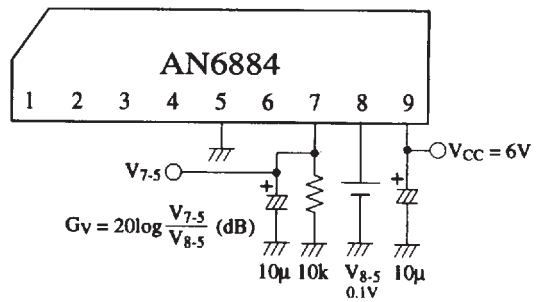 AN6884
1 2 3 4 5 6 7 8 9
VCC = 6V
V7-5
+
+
GV = 20log V7-5 / V8-5 (dB)
10μ 10k V8-5 10μ
0.1V